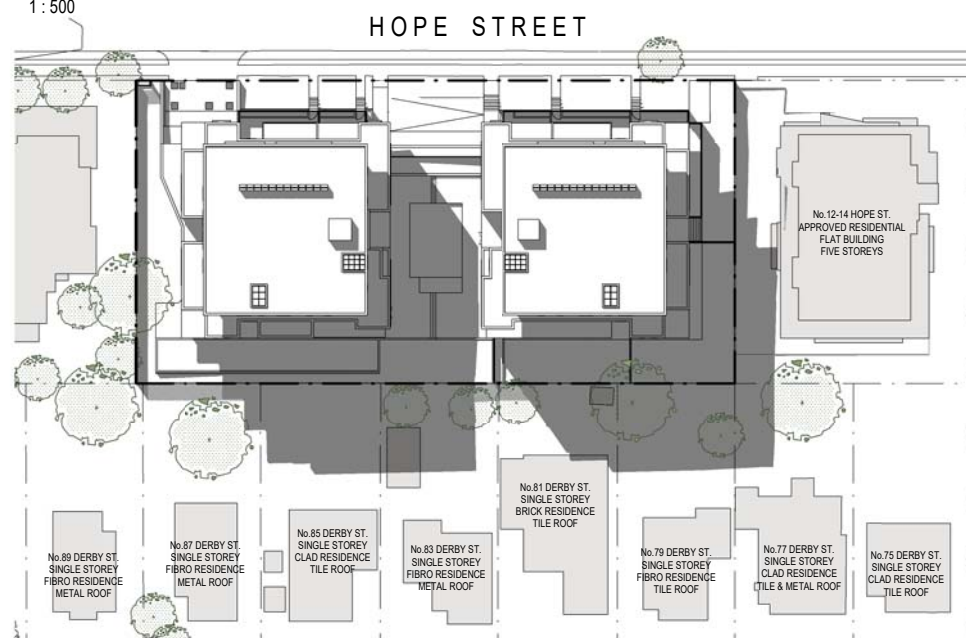 1 : 500
HOPE STREET
No.12-14 HOPE ST.
APPROVED RESIDENTIAL
FLAT BUILDING
FIVE STOREYS
No.89 DERBY ST.
SINGLE STOREY
FIBRO RESIDENCE
METAL ROOF
No.87 DERBY ST.
SINGLE STOREY
FIBRO RESIDENCE
METAL ROOF
No.85 DERBY ST.
SINGLE STOREY
CLAD RESIDENCE
TILE ROOF
No.83 DERBY ST.
SINGLE STOREY
FIBRO RESIDENCE
METAL ROOF
No.81 DERBY ST.
SINGLE STOREY
BRICK RESIDENCE
TILE ROOF
No.79 DERBY ST.
SINGLE STOREY
FIBRO RESIDENCE
TILE ROOF
No.77 DERBY ST.
SINGLE STOREY
CLAD RESIDENCE
TILE & METAL ROOF
No.75 DERBY ST.
SINGLE STOREY
CLAD RESIDENCE
TILE ROOF